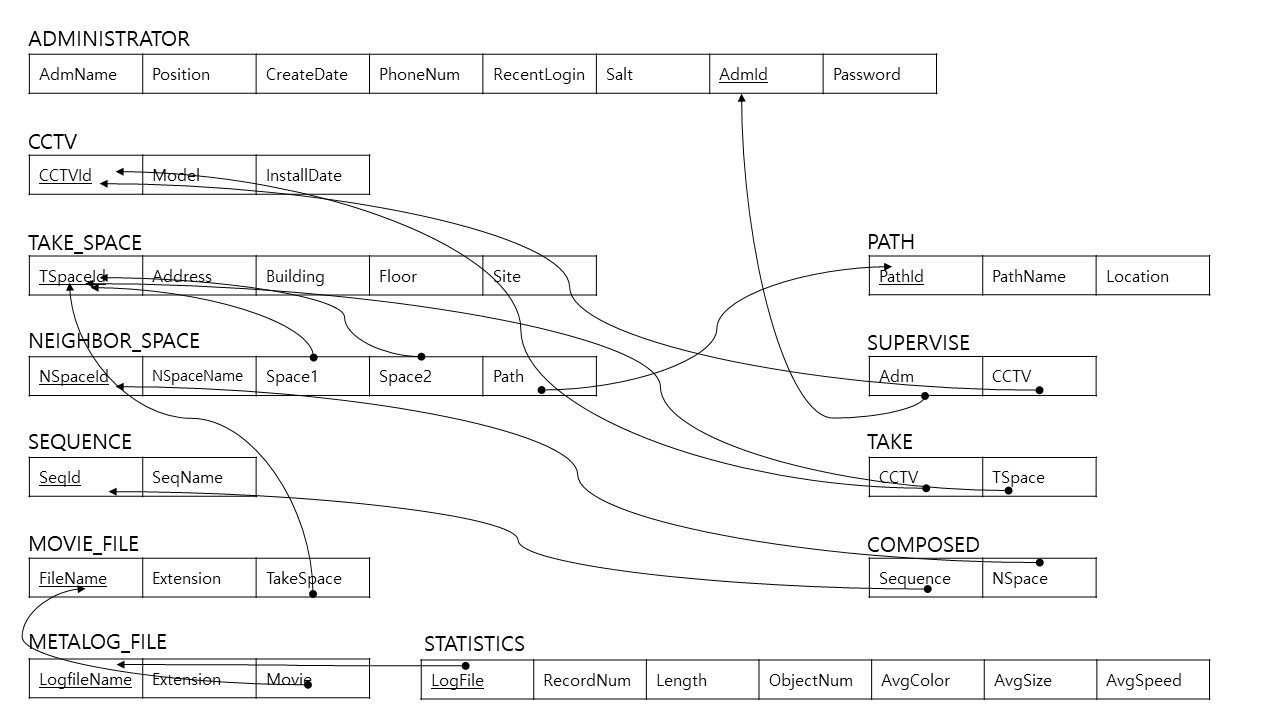 ADMINISTRATOR
AdmName Position CreateDate PhoneNum RecentLogin Salt AdmId Password
CCTV
CCTVId Model InstallDate
TAKE_SPACE
TSpaceId Address Building Floor Site
PATH
PathId PathName Location
NEIGHBOR_SPACE
NSpaceId NSpaceName Space1 Space2 Path
SUPERVISE
Adm CCTV
SEQUENCE
SeqId SeqName
TAKE
CCTV TSpace
MOVIE_FILE
FileName Extension TakeSpace
COMPOSED
Sequence NSpace
METALOG_FILE
LogfileName Extension Movie
STATISTICS
LogFile RecordNum Length ObjectNum AvgColor AvgSize AvgSpeed